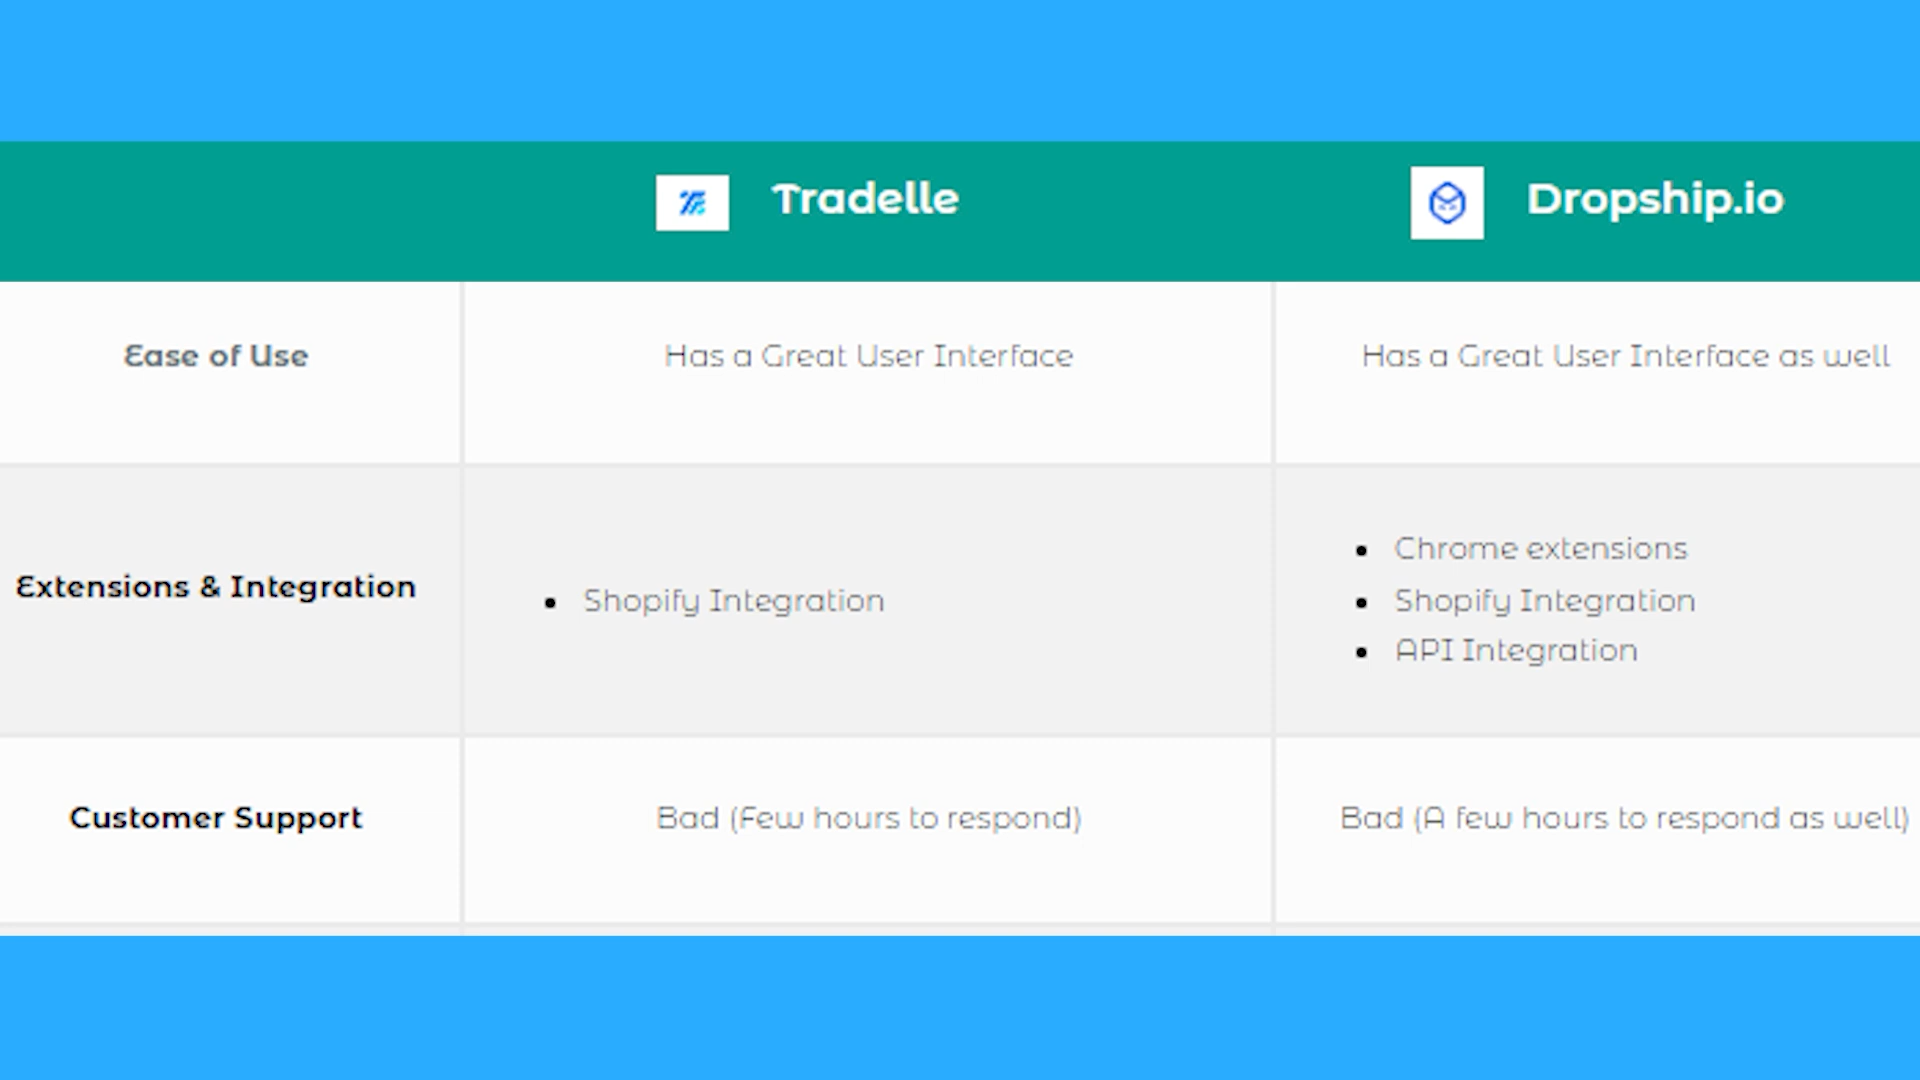 Tradelle
Dropship.io
Ease of Use
Has a Great User Interface
Has a Great User Interface as well
Extensions & Integration
• Shopify Integration
• Chrome extensions
• Shopify Integration
• API Integration
Customer Support
Bad (Few hours to respond)
Bad (A few hours to respond as well)